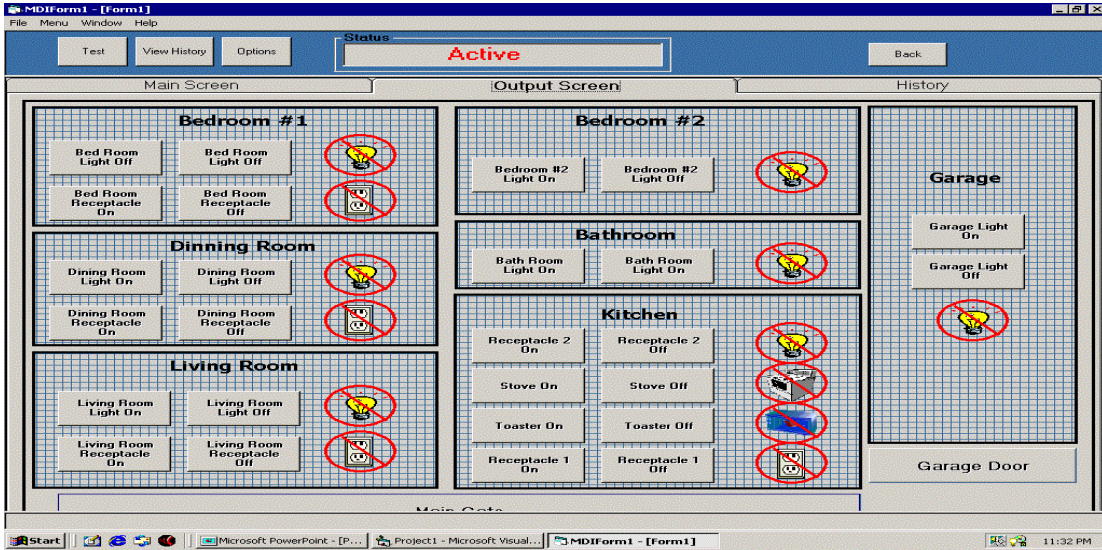 MDIForm1 - [Form1]
File Menu Window Help
Test
View History
Options
Status
Active
Back
Main Screen
Output Screen
History
Bedroom #1
Bed Room
Light Off
Bed Room
Light Off
Bed Room
Receptacle
On
Bed Room
Receptacle
Off
Dinning Room
Dining Room
Light On
Dining Room
Light Off
Dining Room
Receptacle
On
Dining Room
Receptacle
Off
Living Room
Living Room
Light On
Living Room
Light Off
Living Room
Receptacle
On
Living Room
Receptacle
Off
Bedroom #2
Bedroom #2
Light On
Bedroom #2
Light Off
Bathroom
Bath Room
Light On
Bath Room
Light On
Kitchen
Receptacle 2
On
Receptacle 2
Off
Stove On
Stove Off
Toaster On
Toaster Off
Receptacle 1
On
Receptacle 1
Off
Garage
Garage Light
On
Garage Light
Off
Garage Door
Main Gate
Start
Microsoft PowerPoint - [P...
Project1 - Microsoft Visual...
MDIForm1 - [Form1]
11:32 PM